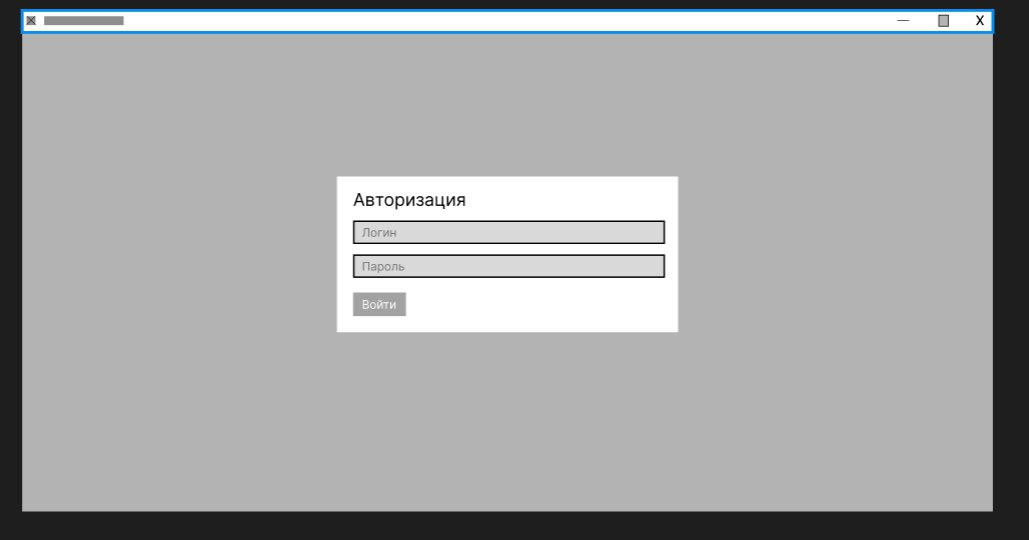 X
Авторизация
Логин
Пароль
Войти